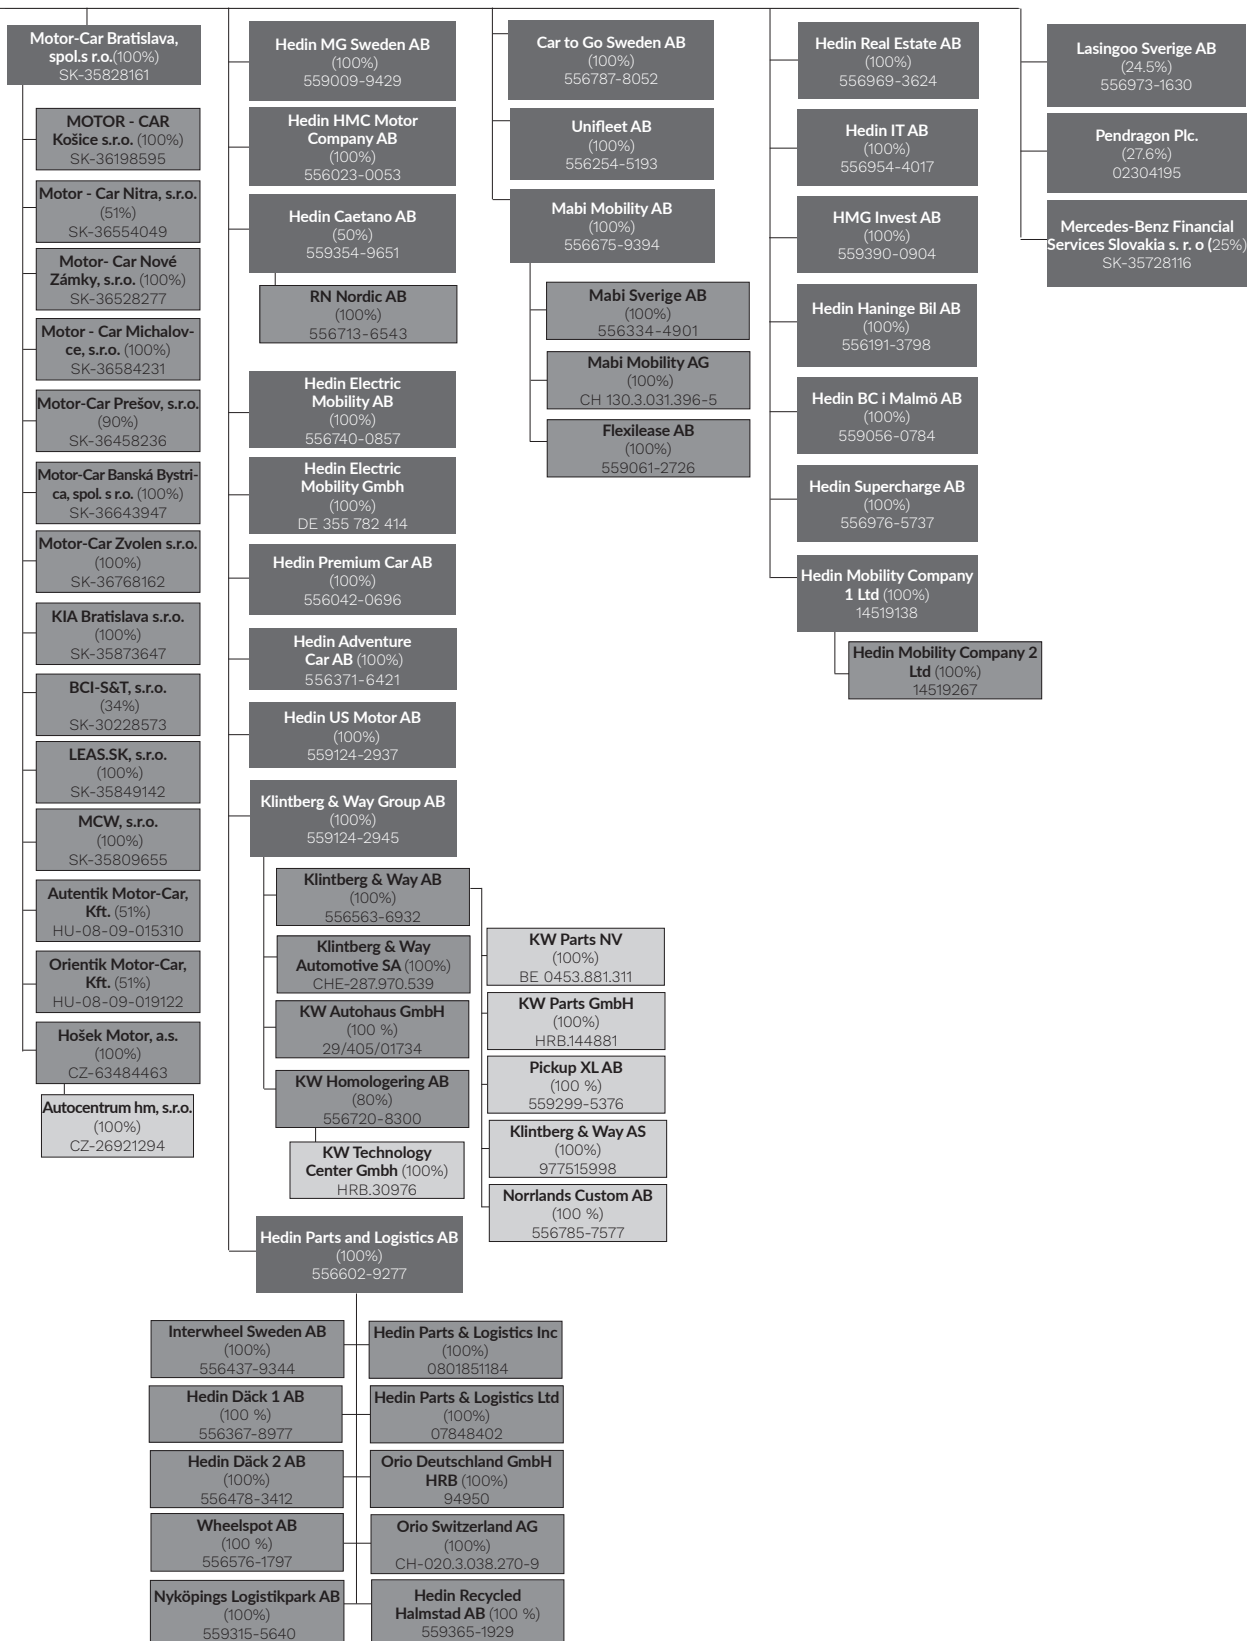 Motor-Car Bratislava,
spol.s r.o.(100%)
SK-35828161
MOTOR - CAR
Košice s.r.o. (100%)
SK-36198595
Motor - Car Nitra, s.r.o.
(51%)
SK-36554049
Motor- Car Nové
Zámky, s.r.o. (100%)
SK-36528277
Motor - Car Michalov-
ce, s.r.o. (100%)
SK-36584231
Motor-Car Prešov, s.r.o.
(90%)
SK-36458236
Motor-Car Banská Bystri-
ca, spol. s r.o. (100%)
SK-36643947
Motor-Car Zvolen s.r.o.
(100%)
SK-36768162
KIA Bratislava s.r.o.
(100%)
SK-35873647
BCI-S&T, s.r.o.
(34%)
SK-30228573
LEAS.SK, s.r.o.
(100%)
SK-35849142
MCW, s.r.o.
(100%)
SK-35809655
Autentik Motor-Car,
Kft. (51%)
HU-08-09-015310
Orientik Motor-Car,
Kft. (51%)
HU-08-09-019122
Hošek Motor, a.s.
(100%)
CZ-63484463
Autocentrum hm, s.r.o.
(100%)
CZ-26921294
Hedin MG Sweden AB
(100%)
559009-9429
Hedin HMC Motor
Company AB
(100%)
556023-0053
Hedin Caetano AB
(50%)
559354-9651
RN Nordic AB
(100%)
556713-6543
Hedin Electric
Mobility AB
(100%)
556740-0857
Hedin Electric
Mobility Gmbh
(100%)
DE 355 782 414
Hedin Premium Car AB
(100%)
556042-0696
Hedin Adventure
Car AB (100%)
556371-6421
Hedin US Motor AB
(100%)
559124-2937
Klintberg & Way Group AB
(100%)
559124-2945
Klintberg & Way AB
(100%)
556563-6932
Klintberg & Way
Automotive SA (100%)
CHE-287.970.539
KW Autohaus GmbH
(100 %)
29/405/01734
KW Homologering AB
(80%)
556720-8300
KW Technology
Center Gmbh (100%)
HRB.30976
KW Parts NV
(100%)
BE 0453.881.311
KW Parts GmbH
(100%)
HRB.144881
Pickup XL AB
(100 %)
559299-5376
Klintberg & Way AS
(100%)
977515998
Norrlands Custom AB
(100 %)
556785-7577
Hedin Parts and Logistics AB
(100%)
556602-9277
Interwheel Sweden AB
(100%)
556437-9344
Hedin Däck 1 AB
(100 %)
556367-8977
Hedin Däck 2 AB
(100%)
556478-3412
Wheelspot AB
(100 %)
556576-1797
Nyköpings Logistikpark AB
(100%)
559315-5640
Hedin Parts & Logistics Inc
(100%)
0801851184
Hedin Parts & Logistics Ltd
(100%)
07848402
Orio Deutschland GmbH
HRB (100%)
94950
Orio Switzerland AG
(100%)
CH-020.3.038.270-9
Hedin Recycled
Halmstad AB (100 %)
559365-1929
Car to Go Sweden AB
(100%)
556787-8052
Unifleet AB
(100%)
556254-5193
Mabi Mobility AB
(100%)
556675-9394
Mabi Sverige AB
(100%)
556334-4901
Mabi Mobility AG
(100%)
CH 130.3.031.396-5
Flexilease AB
(100%)
559061-2726
Hedin Real Estate AB
(100%)
556969-3624
Hedin IT AB
(100%)
556954-4017
HMG Invest AB
(100%)
559390-0904
Hedin Haninge Bil AB
(100%)
556191-3798
Hedin BC i Malmö AB
(100%)
559056-0784
Hedin Supercharge AB
(100%)
556976-5737
Hedin Mobility Company
1 Ltd (100%)
14519138
Hedin Mobility Company 2
Ltd (100%)
14519267
Lasingoo Sverige AB
(24.5%)
556973-1630
Pendragon Plc.
(27.6%)
02304195
Mercedes-Benz Financial
Services Slovakia s. r. o (25%)
SK-35728116